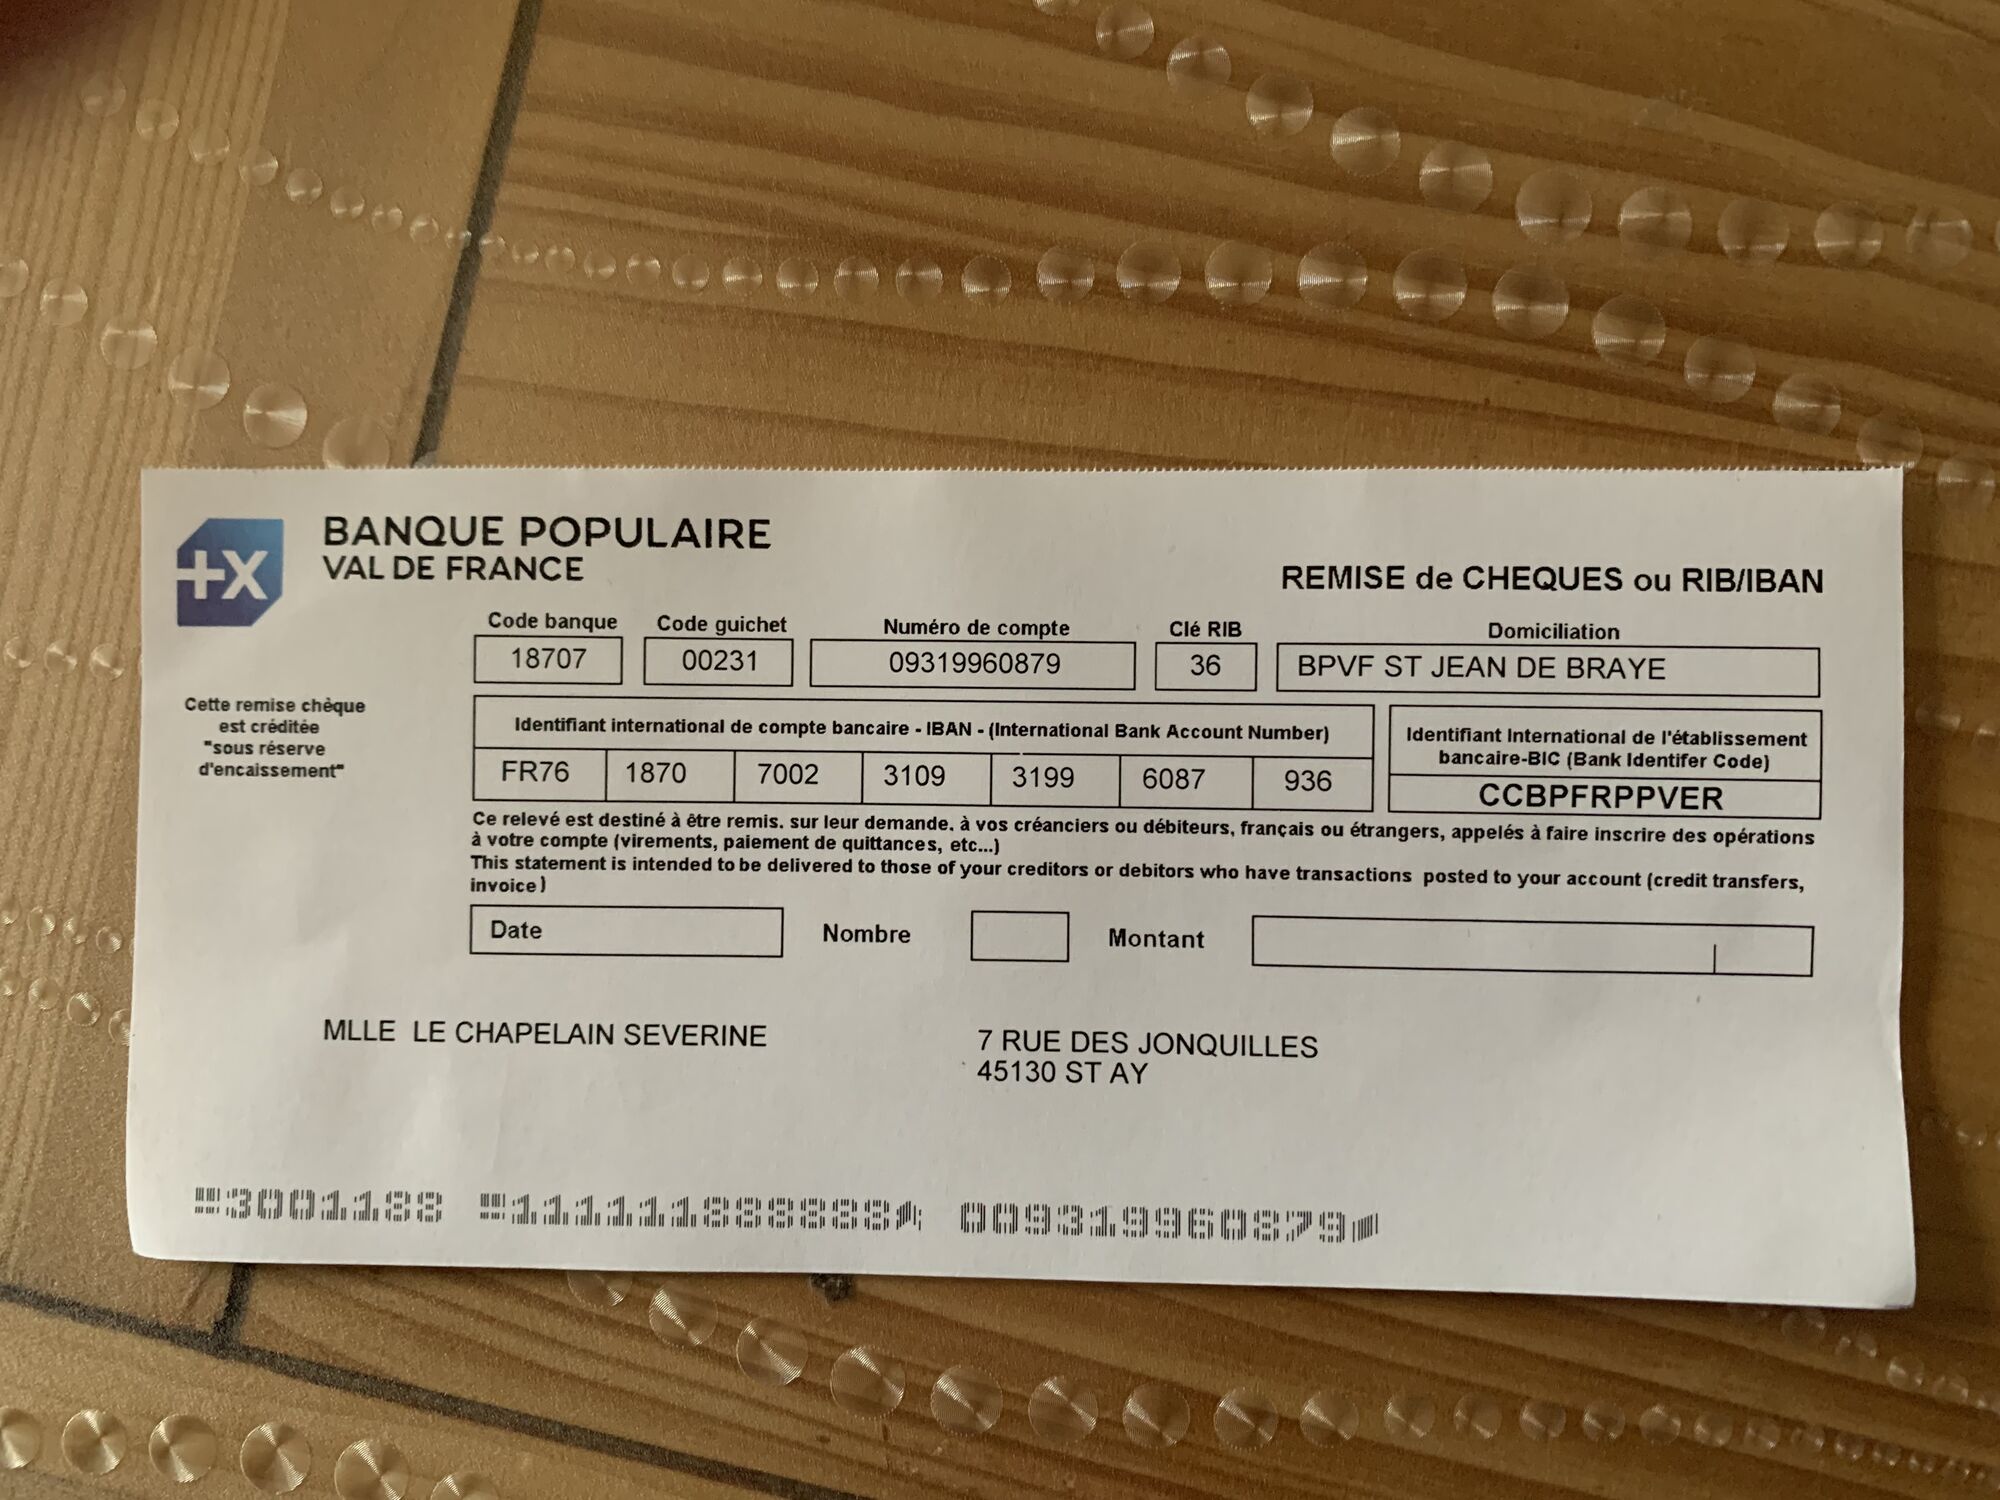 +X
BANQUE POPULAIRE
VAL DE FRANCE
REMISE de CHEQUES ou RIB/IBAN
Code banque Code guichet Numéro de compte Clé RIB Domiciliation
18707 00231 09319960879 36 BPVF ST JEAN DE BRAYE
Cette remise chèque
est créditée
"sous réserve
d'encaissement"
Identifiant international de compte bancaire - IBAN - (International Bank Account Number)
FR76 1870 7002 3109 3199 6087 936
Identifiant International de l'établissement
bancaire-BIC (Bank Identifer Code)
CCBPFRPPVER
Ce relevé est destiné à être remis. sur leur demande. à vos créanciers ou débiteurs, français ou étrangers, appelés à faire inscrire des opérations
à votre compte (virements, paiement de quittances, etc...)
This statement is intended to be delivered to those of your creditors or debitors who have transactions posted to your account (credit transfers,
invoice)
Date Nombre Montant
MLLE LE CHAPELAIN SEVERINE
7 RUE DES JONQUILLES
45130 ST AY
3001188 111111888888 009319960879